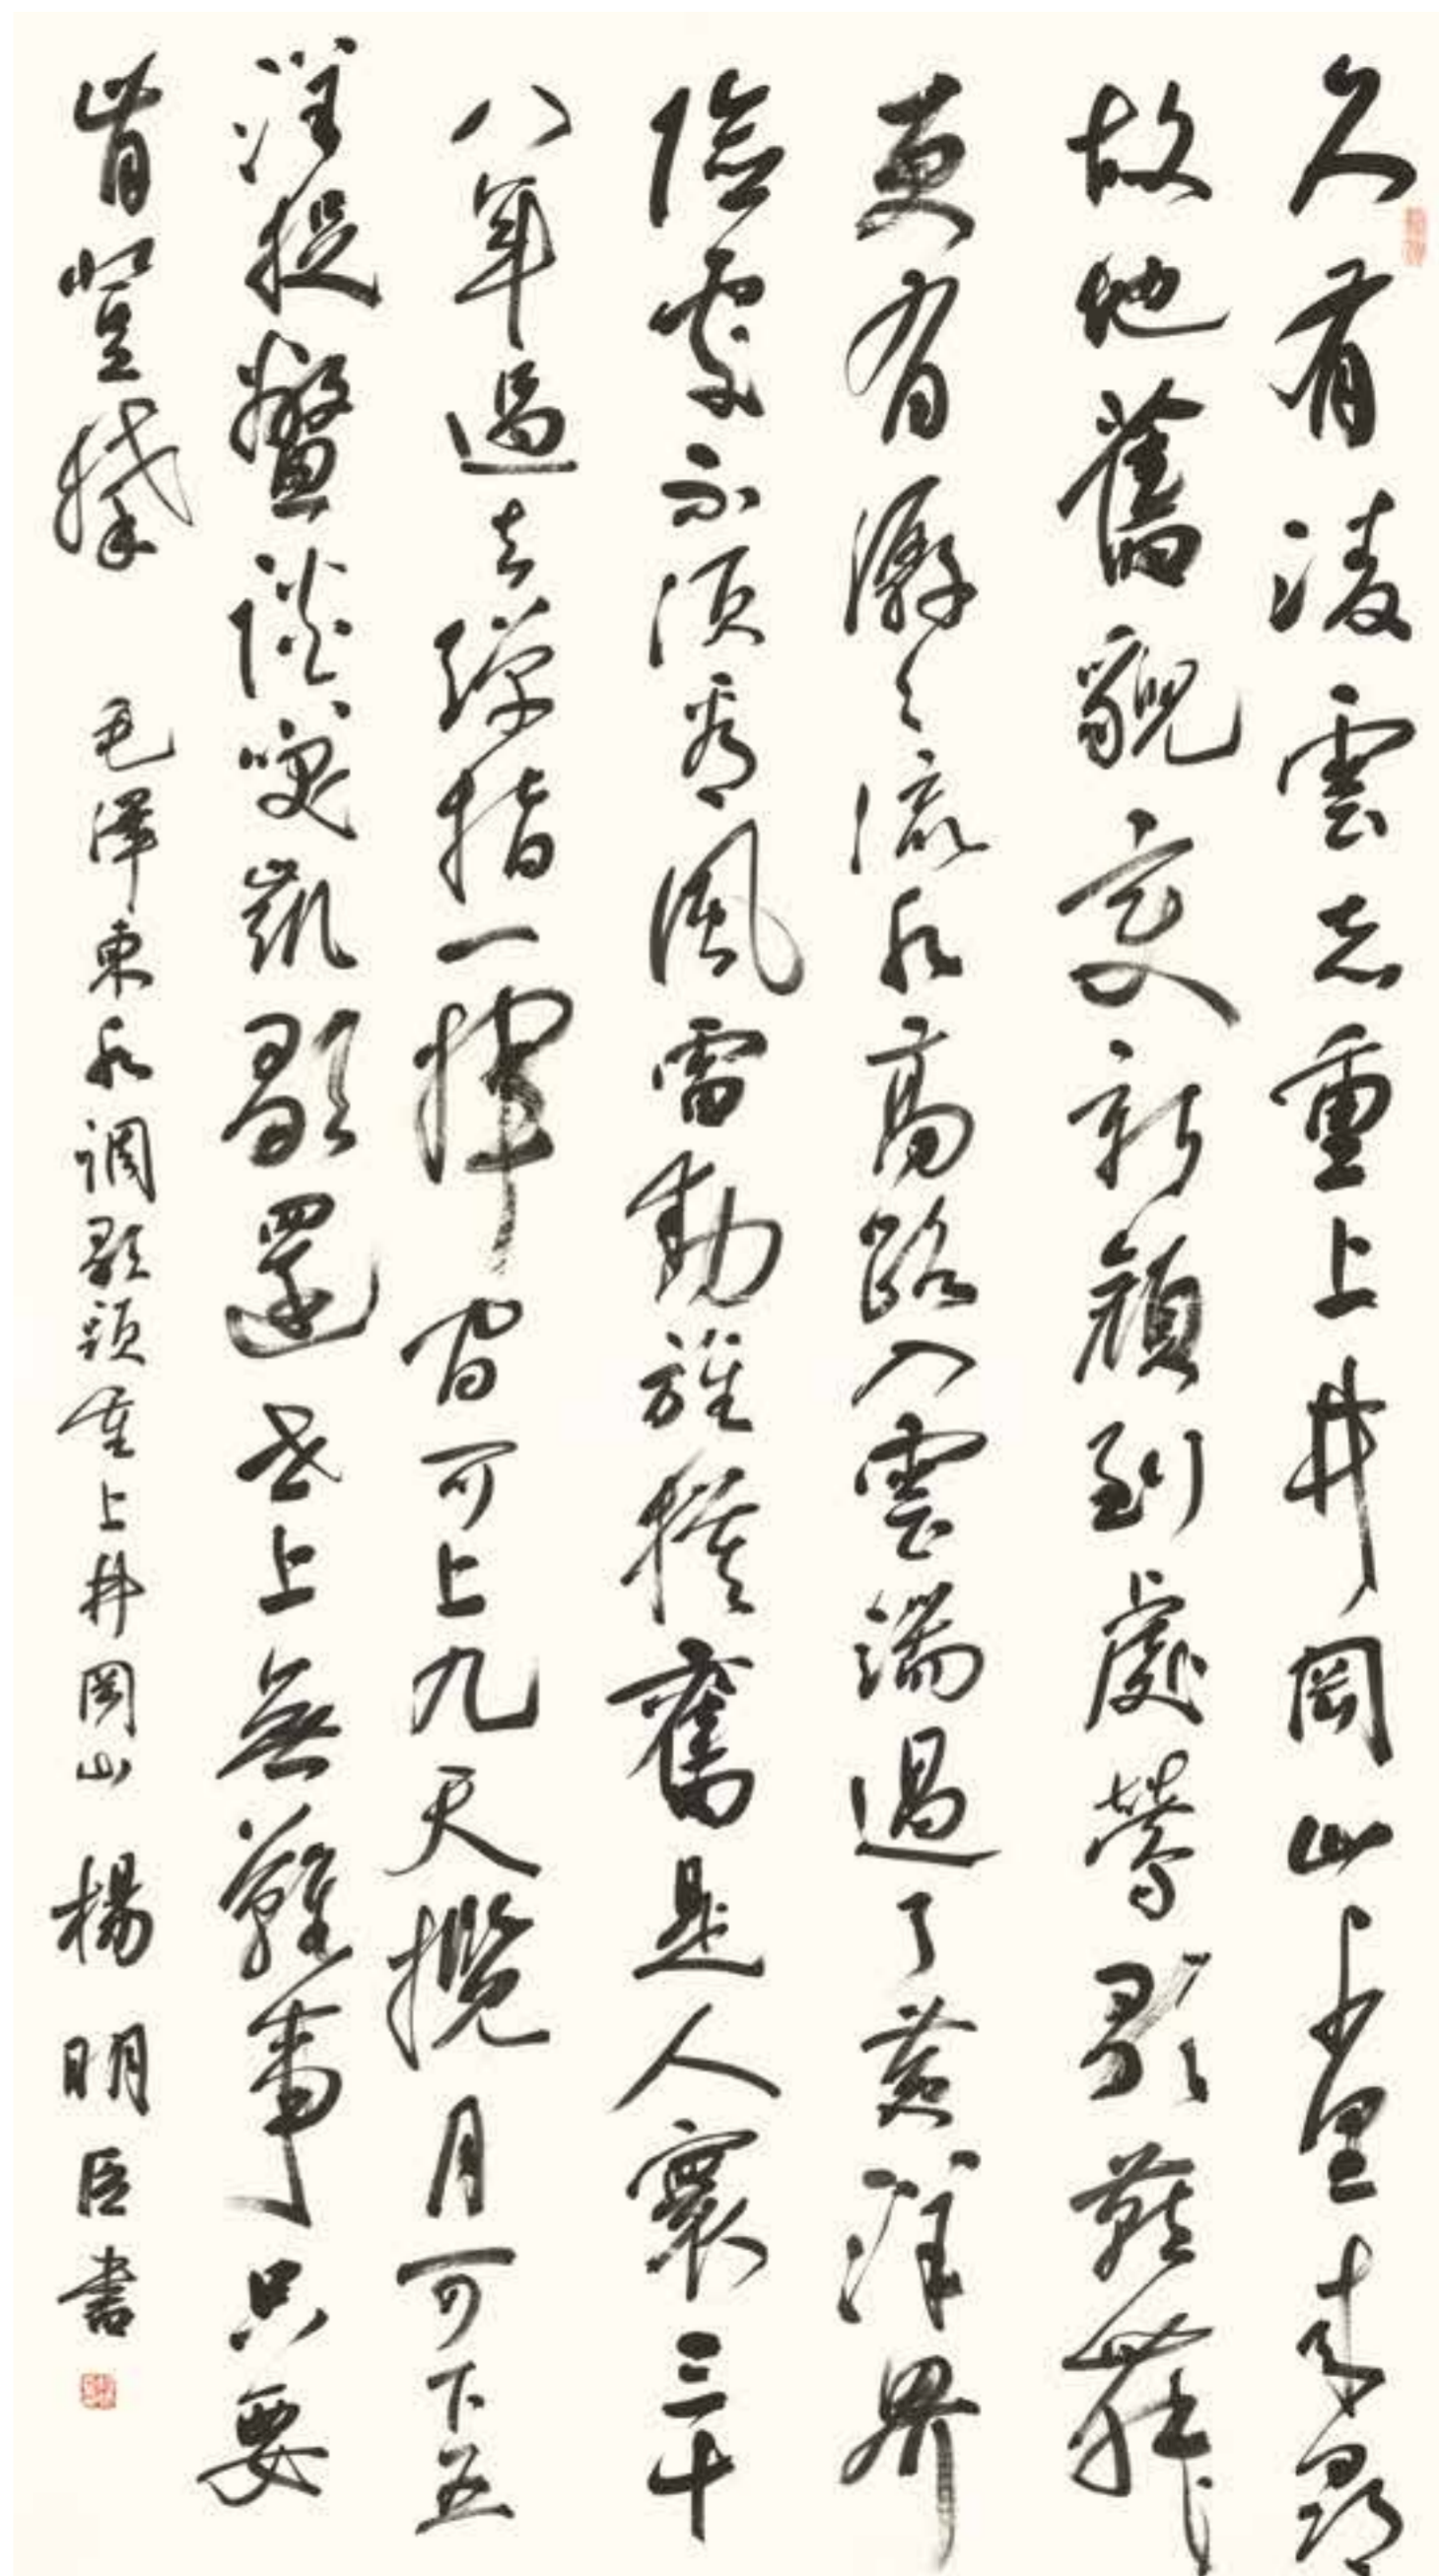 久有凌雲志重上井岡山千里來尋
故地舊貌變新顏到處鶯歌燕舞
更有潺々流水高路入雲端過了黃洋界
險處不須看風雷動旌旗奮是人寰三十
八年過去彈指一揮間可上九天攬月可下五
洋捉鱉談笑凱歌還世上無難事只要
肯登攀 毛澤東水調歌頭重上井岡山 楊明臣書